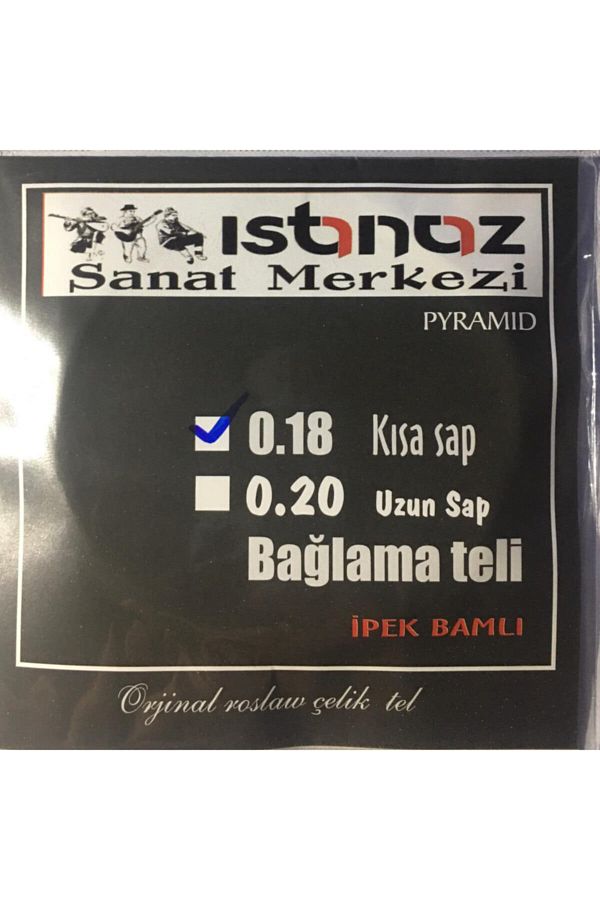 ıstanaz
Sanat Merkezi
PYRAMID
0.18 Kısa sap
0.20 Uzun Sap
Bağlama teli
İPEK BAMLI
Orjinal roslaw çelik tel